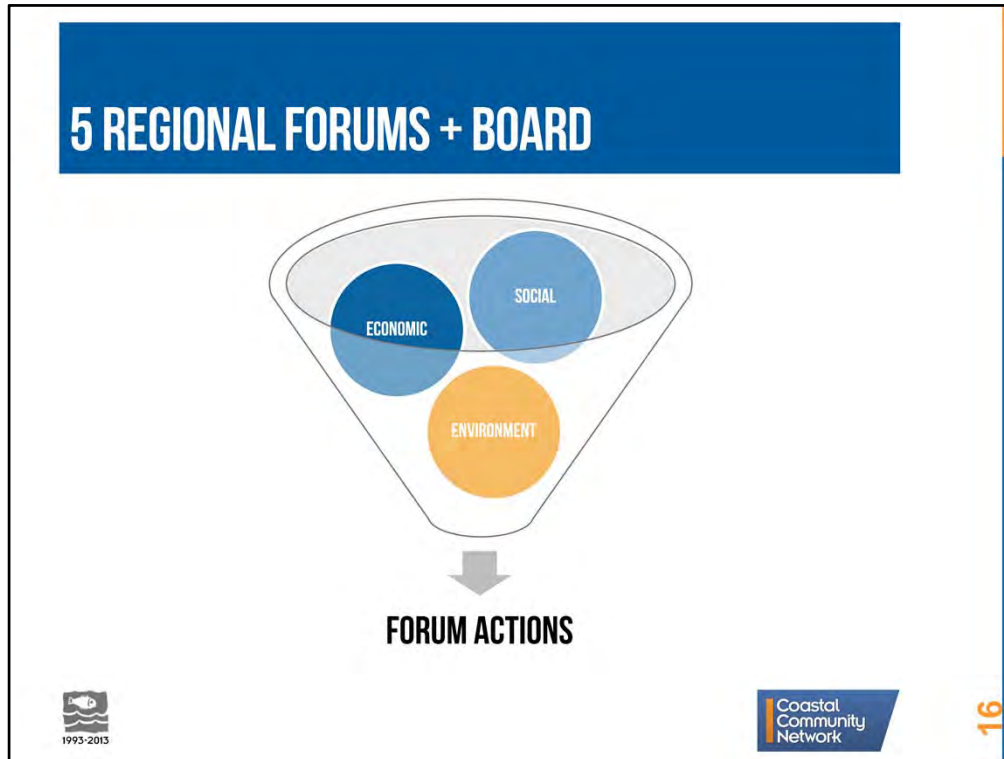 5 REGIONAL FORUMS + BOARD
SOCIAL
ECONOMIC
ENVIRONMENT
FORUM ACTIONS
1993-2013
Coastal
Community
Network
16